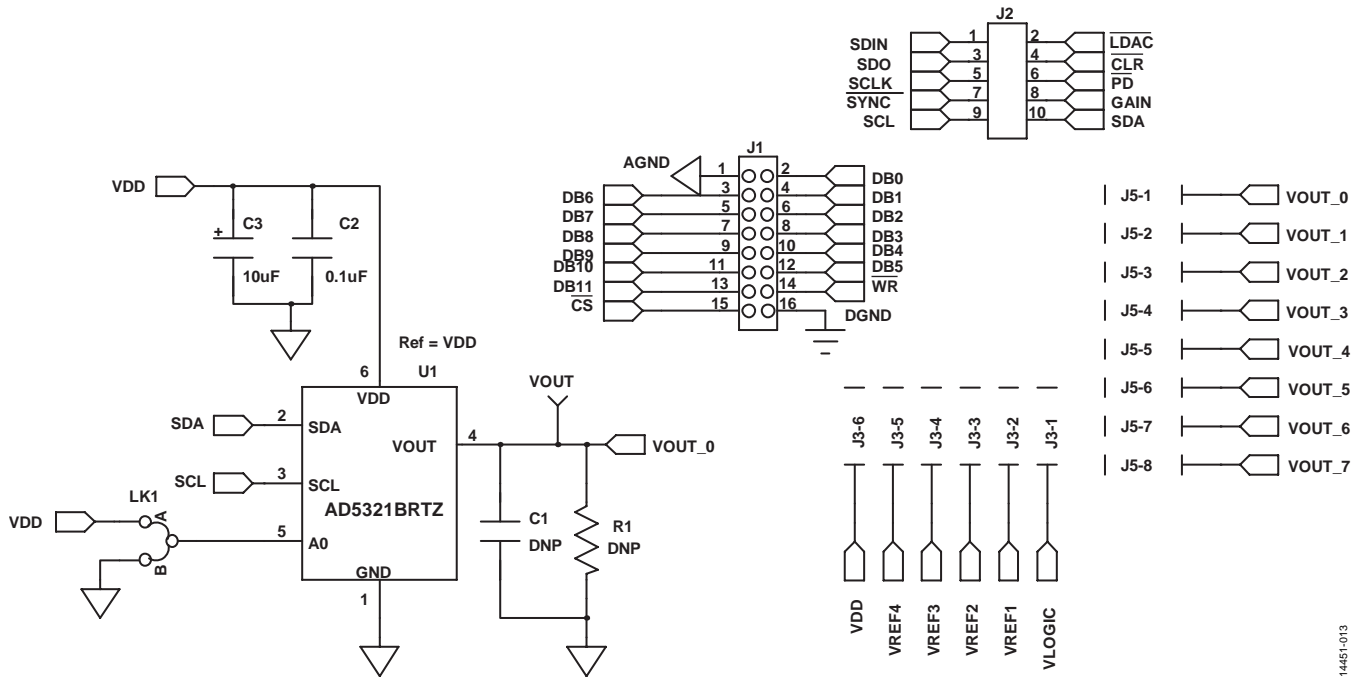 J2
SDIN 1 2 LDAC
SDO 3 4 CLR
SCLK 5 6 PD
SYNC 7 8 GAIN
SCL 9 10 SDA
J1
AGND 1 2 DB0
DB6 3 4 DB1
DB7 5 6 DB2
DB8 7 8 DB3
DB9 9 10 DB4
DB10 11 12 DB5
DB11 13 14 WR
CS 15 16 DGND
VDD
C3 C2
+
10uF 0.1uF
Ref = VDD
6 U1
VDD
SDA 2 SDA
VOUT
VOUT 4 VOUT_0
SCL 3 SCL
AD5321BRTZ
LK1
VDD A
B
5 A0
GND
1
C1
DNP
R1
DNP
J5-1 VOUT_0
J5-2 VOUT_1
J5-3 VOUT_2
J5-4 VOUT_3
J5-5 VOUT_4
J5-6 VOUT_5
J5-7 VOUT_6
J5-8 VOUT_7
J3-6 J3-5 J3-4 J3-3 J3-2 J3-1
VDD VREF4 VREF3 VREF2 VREF1 VLOGIC
14451-013